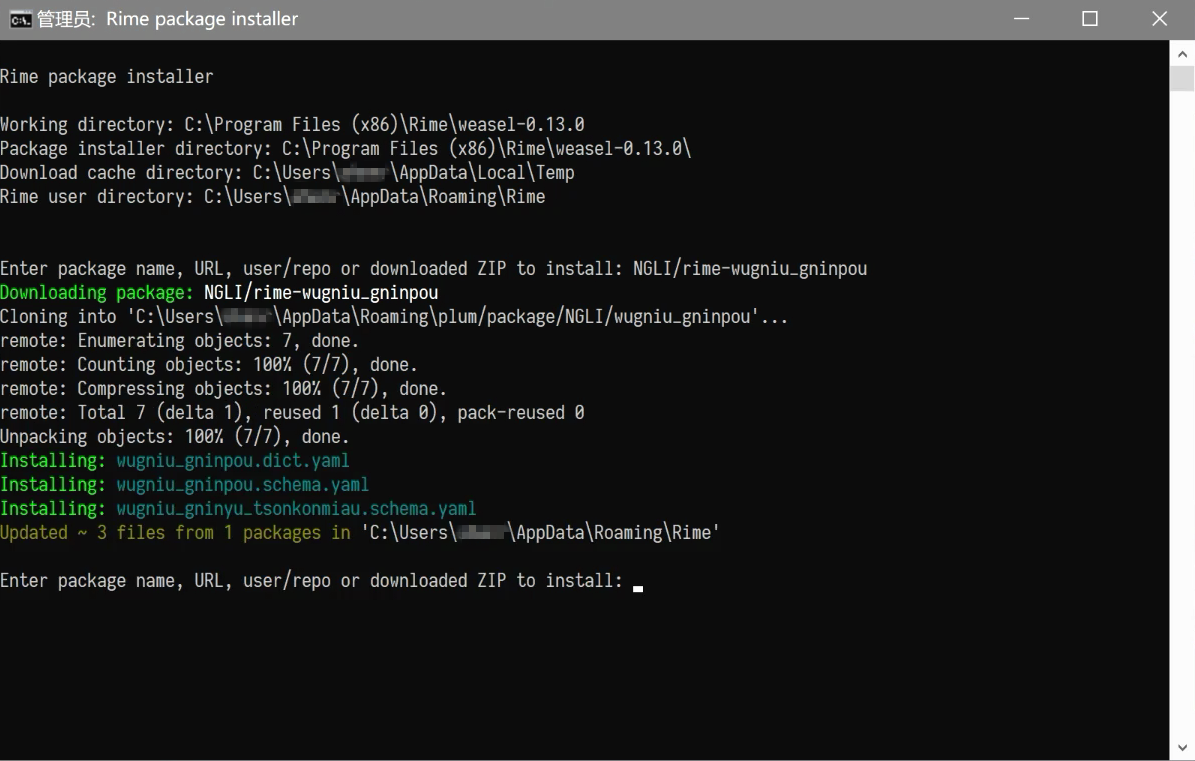 管理员: Rime package installer
Rime package installer
Working directory: C:\Program Files (x86)\Rime\weasel-0.13.0
Package installer directory: C:\Program Files (x86)\Rime\weasel-0.13.0\
Download cache directory: C:\Users\ \AppData\Local\Temp
Rime user directory: C:\Users\ \AppData\Roaming\Rime
Enter package name, URL, user/repo or downloaded ZIP to install: NGLI/rime-wugniu_gninpou
Downloading package: NGLI/rime-wugniu_gninpou
Cloning into 'C:\Users\ \AppData\Roaming\plum/package/NGLI/wugniu_gninpou'...
remote: Enumerating objects: 7, done.
remote: Counting objects: 100% (7/7), done.
remote: Compressing objects: 100% (7/7), done.
remote: Total 7 (delta 1), reused 1 (delta 0), pack-reused 0
Unpacking objects: 100% (7/7), done.
Installing: wugniu_gninpou.dict.yaml
Installing: wugniu_gninpou.schema.yaml
Installing: wugniu_gninyu_tsonkonmiau.schema.yaml
Updated ~ 3 files from 1 packages in 'C:\Users\ \AppData\Roaming\Rime'
Enter package name, URL, user/repo or downloaded ZIP to install: